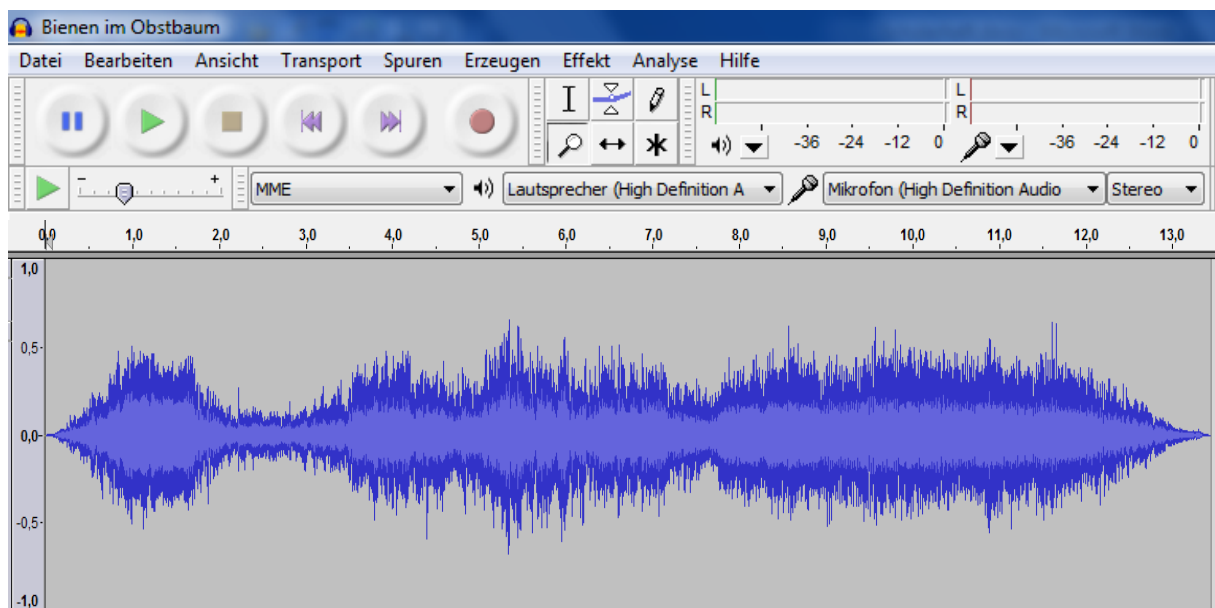 Bienen im Obstbaum
Datei Bearbeiten Ansicht Transport Spuren Erzeugen Effekt Analyse Hilfe
L L
R R
-36 -24 -12 0 -36 -24 -12 0
- + MME Lautsprecher (High Definition A Mikrofon (High Definition Audio Stereo
0,0 1,0 2,0 3,0 4,0 5,0 6,0 7,0 8,0 9,0 10,0 11,0 12,0 13,0
1,0
0,5-
0,0-
-0,5-
-1,0